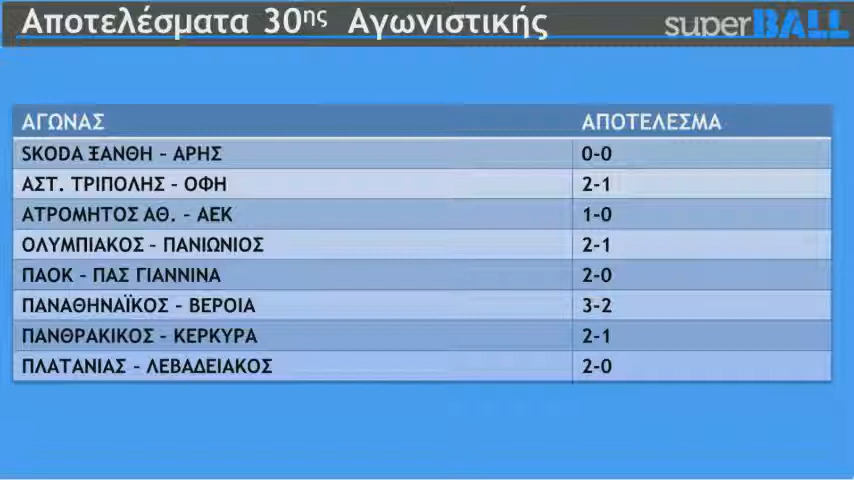 Αποτελέσματα 30ης Αγωνιστικής superBALL
ΑΓΩΝΑΣ ΑΠΟΤΕΛΕΣΜΑ
SKODA ΞΑΝΘΗ – ΑΡΗΣ 0-0
ΑΣΤ. ΤΡΙΠΟΛΗΣ – ΟΦΗ 2-1
ΑΤΡΟΜΗΤΟΣ ΑΘ. – ΑΕΚ 1-0
ΟΛΥΜΠΙΑΚΟΣ – ΠΑΝΙΩΝΙΟΣ 2-1
ΠΑΟΚ – ΠΑΣ ΓΙΑΝΝΙΝΑ 2-0
ΠΑΝΑΘΗΝΑΪΚΟΣ – ΒΕΡΟΙΑ 3-2
ΠΑΝΘΡΑΚΙΚΟΣ – ΚΕΡΚΥΡΑ 2-1
ΠΛΑΤΑΝΙΑΣ – ΛΕΒΑΔΕΙΑΚΟΣ 2-0